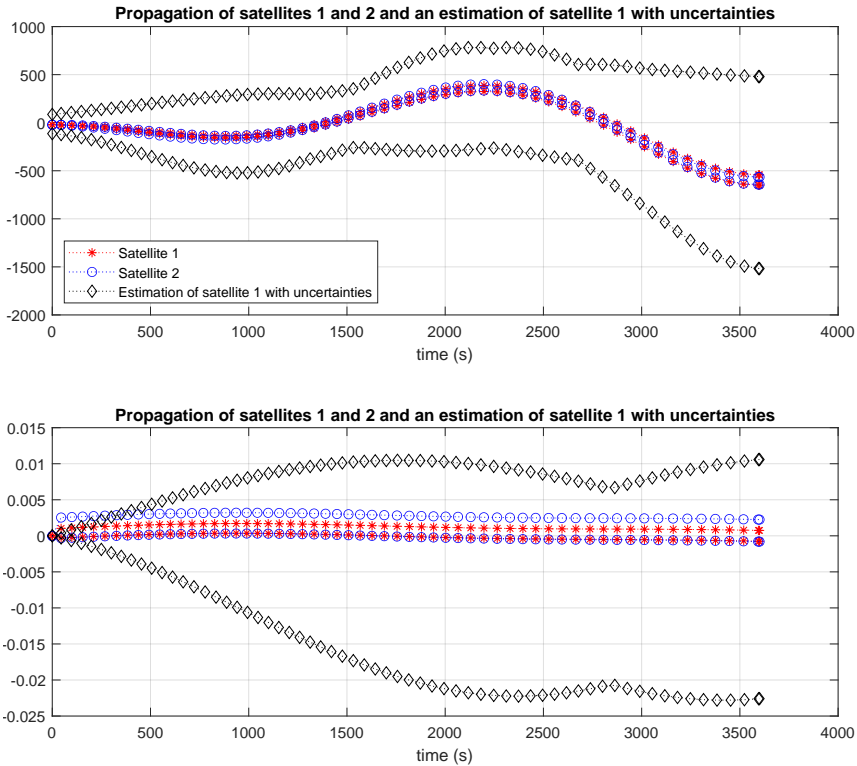 Propagation of satellites 1 and 2 and an estimation of satellite 1 with uncertainties
1000
500
0
-500
-1000
-1500
-2000
Satellite 1
Satellite 2
Estimation of satellite 1 with uncertainties
0 500 1000 1500 2000 2500 3000 3500 4000
time (s)
Propagation of satellites 1 and 2 and an estimation of satellite 1 with uncertainties
0.015
0.01
0.005
0
-0.005
-0.01
-0.015
-0.02
-0.025
0 500 1000 1500 2000 2500 3000 3500 4000
time (s)